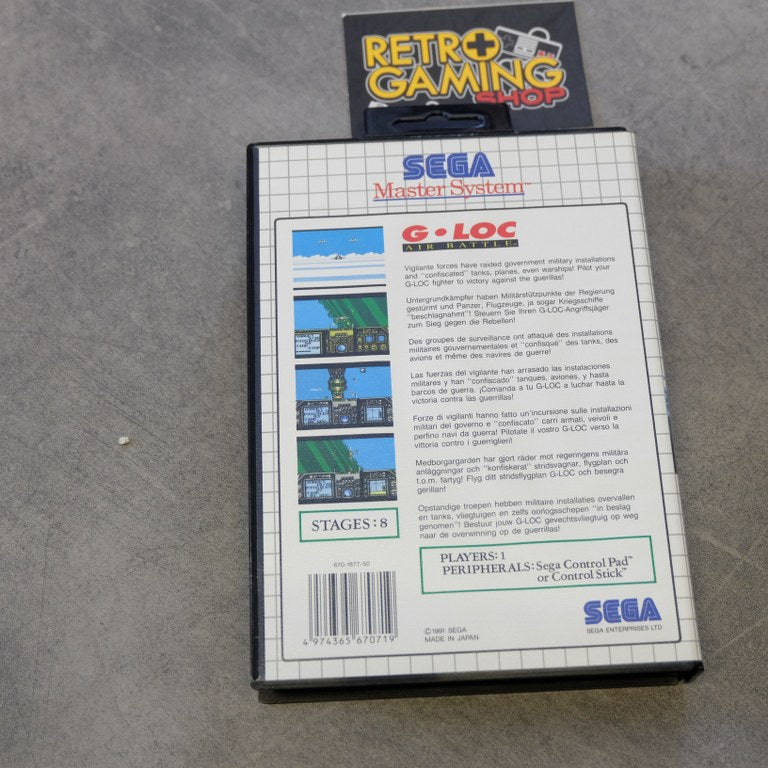 RETRO
GAMING
SHOP
SEGA
Master System™
G•LOC
AIR BATTLE™
Vigilante forces have raided government military installations
and "confiscated" tanks, planes, even warships! Pilot your
G-LOC fighter to victory against the guerillas!
Untergrundkämpfer haben Militärstützpunkte der Regierung
gestürmt und Panzer, Flugzeuge, ja sogar Kriegsschiffe
"beschlagnahmt"! Steuern Sie Ihren G-LOC-Angriffsjäger
zum Sieg gegen die Rebellen!
Des groupes de surveillance ont attaqué des installations
militaires gouvernementales et "confisqué" des tanks, des
avions et même des navires de guerre!
Las fuerzas del vigilante han arrasado las instalaciones
militares y han "confiscado" tanques, aviones, y hasta
barcos de guerra. ¡Comanda a tu G-LOC a luchar hasta la
victoria contra las guerrillas!
Forze di vigilanti hanno fatto un'incursione sulle installazioni
militari del governo e "confiscato" carri armati, veivoli e
perfino navi da guerra! Pilotate il vostro G-LOC verso la
vittoria contro i guerriglieri!
Medborgargarden har gjort räder mot regeringens militära
anläggningar och "konfiskerat" stridsvagnar, flygplan och
t.o.m. fartyg! Flyg ditt stridsflygplan G-LOC och besegra
gerillan!
Opstandige troepen hebben militaire installaties overvallen
en tanks, vliegtuigen en zelfs oorlogsschepen "in beslag
genomen"! Bestuur jouw G-LOC gevechtsvliegtuig op weg
naar de overwinning op de guerrillas!
STAGES: 8
PLAYERS: 1
PERIPHERALS: Sega Control Pad™
or Control Stick™
670-1677-50
4 974365 670719
©1991 SEGA
MADE IN JAPAN
SEGA
SEGA ENTERPRISES LTD